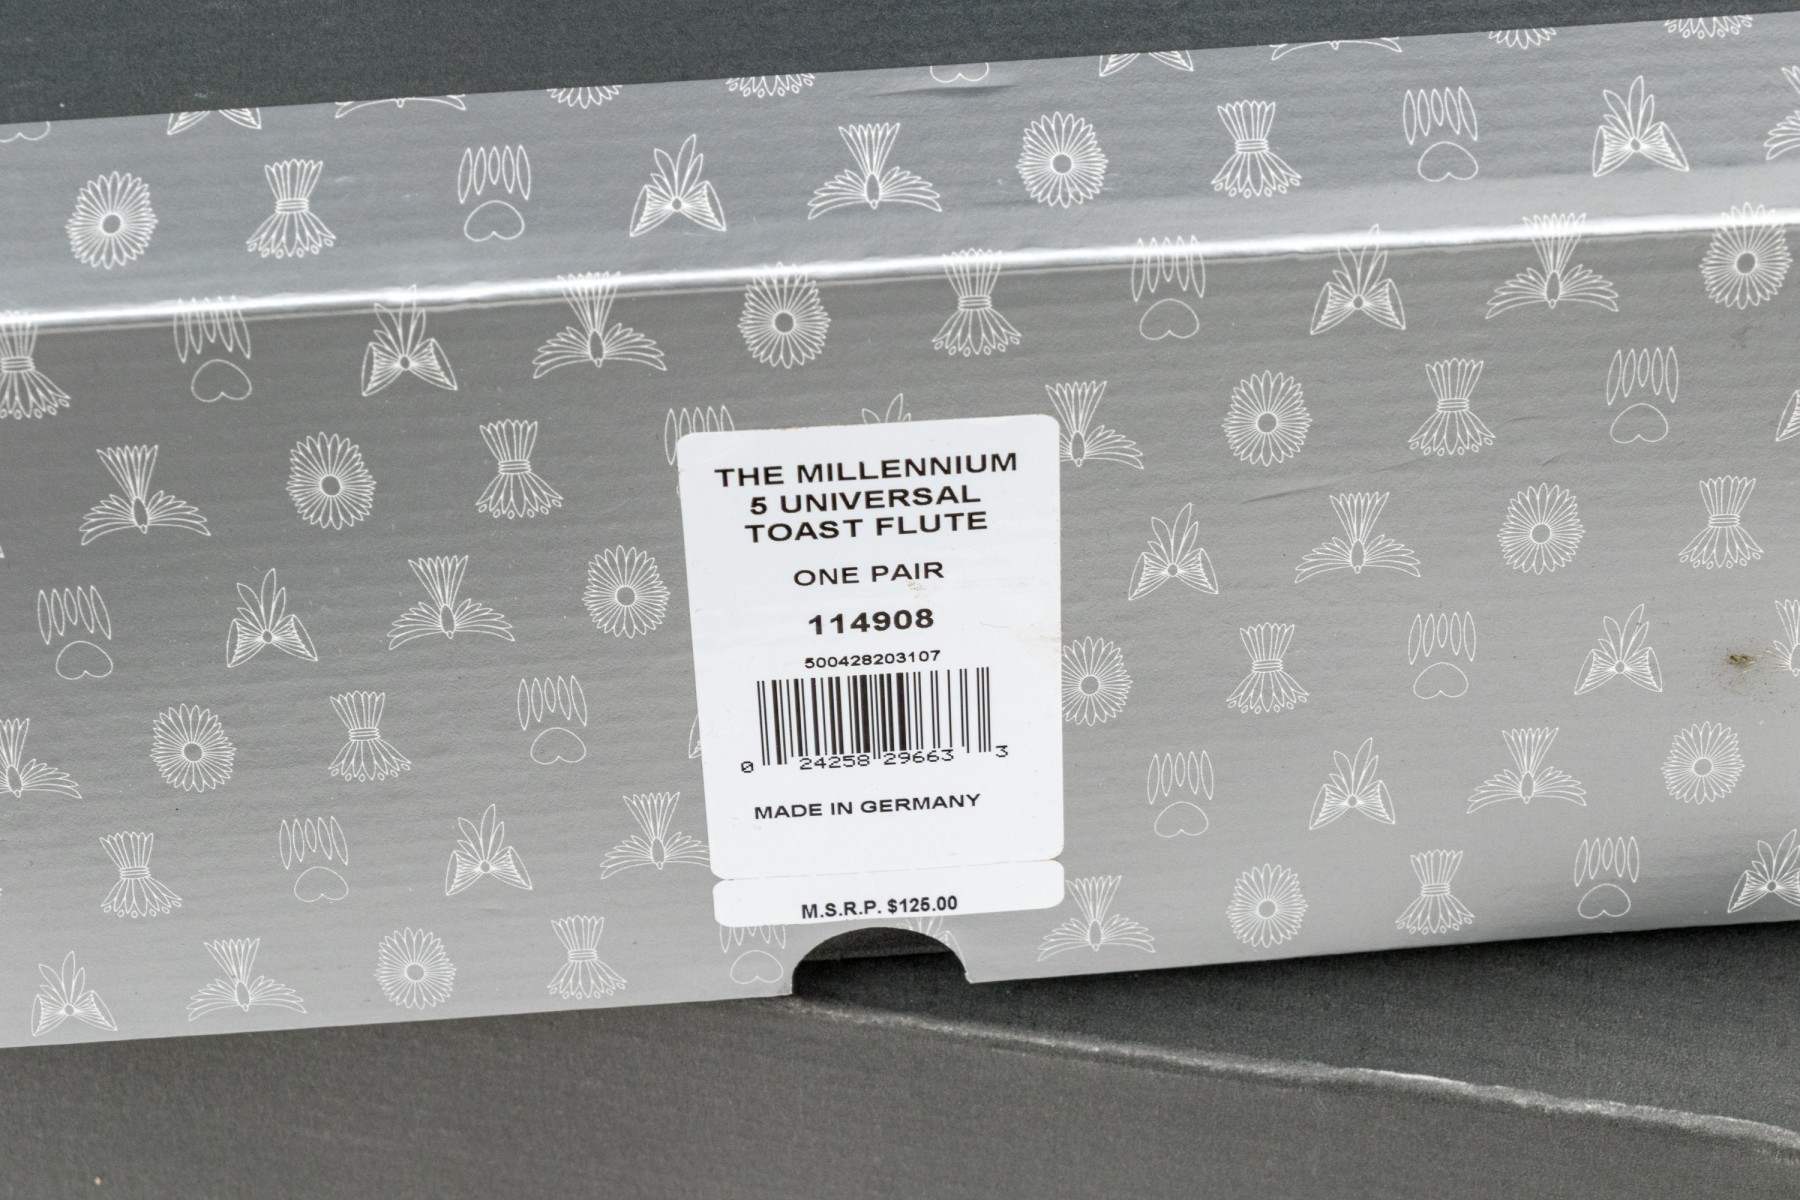 THE MILLENNIUM
5 UNIVERSAL
TOAST FLUTE
ONE PAIR
114908
500428203107
0 24258 29663 3
MADE IN GERMANY
M.S.R.P. $125.00